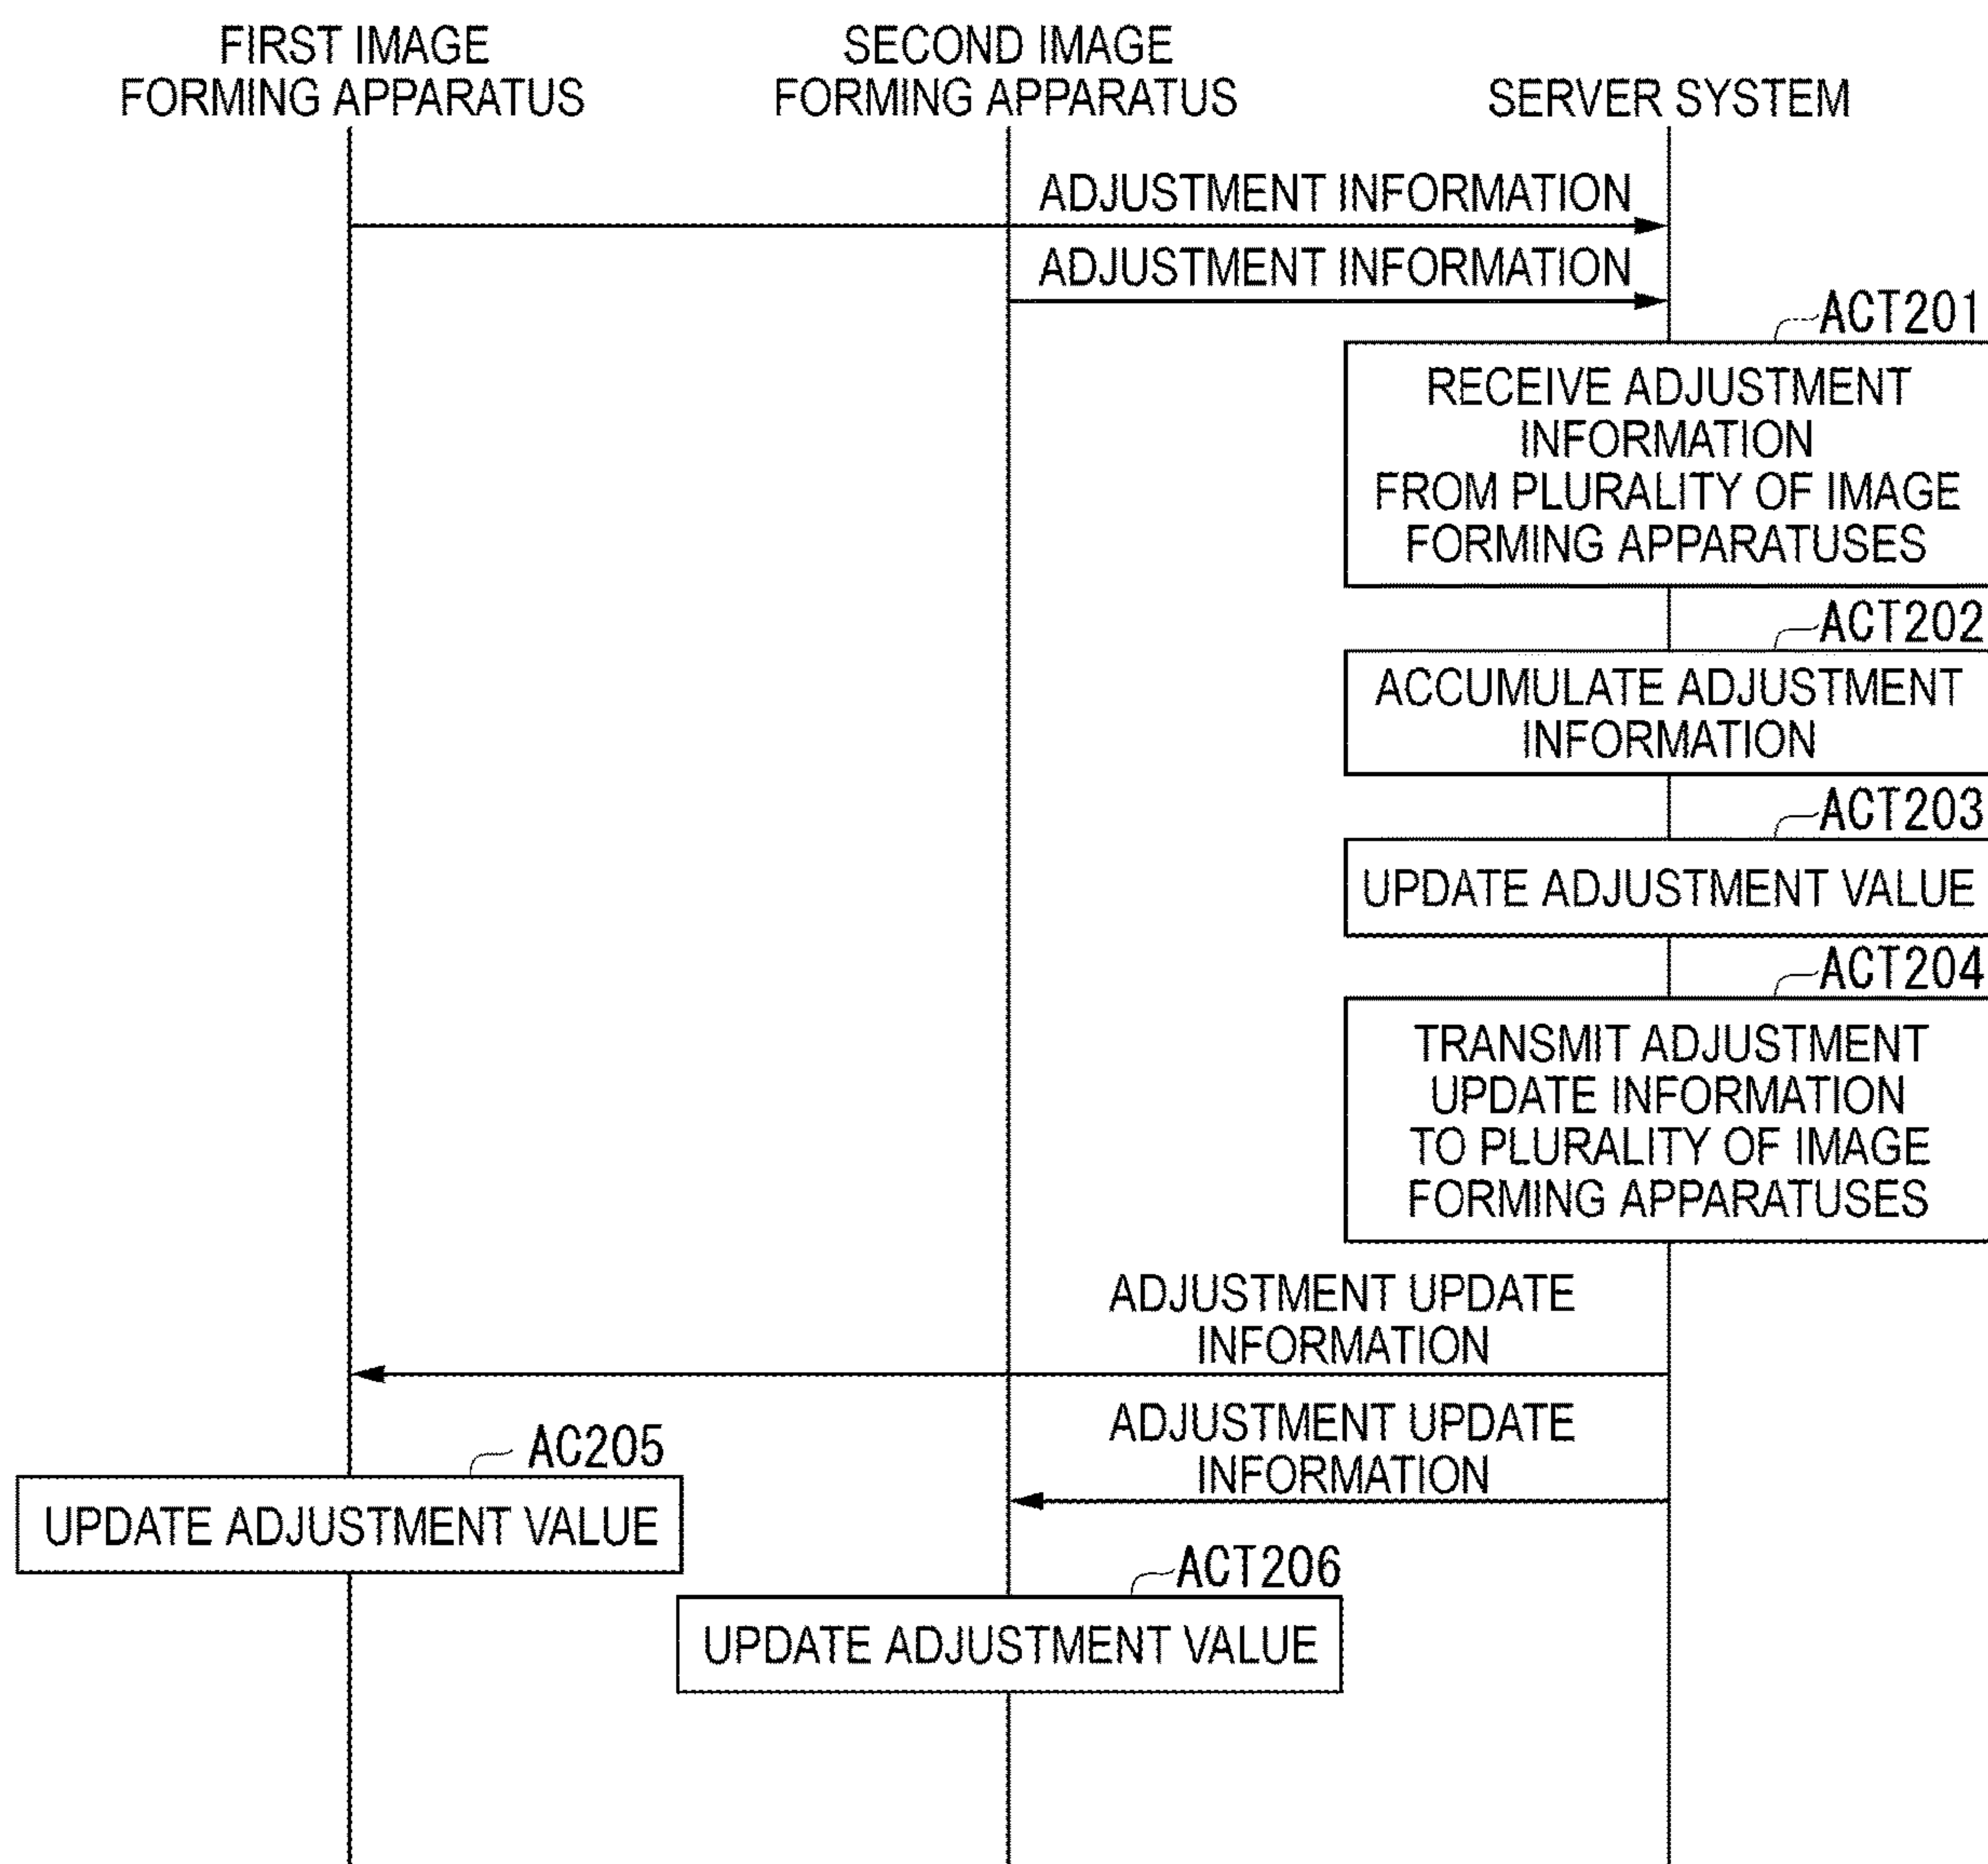 FIRST IMAGE
FORMING APPARATUS
SECOND IMAGE
FORMING APPARATUS
SERVER SYSTEM
ADJUSTMENT INFORMATION
ADJUSTMENT INFORMATION
ACT201
RECEIVE ADJUSTMENT
INFORMATION
FROM PLURALITY OF IMAGE
FORMING APPARATUSES
ACT202
ACCUMULATE ADJUSTMENT
INFORMATION
ACT203
UPDATE ADJUSTMENT VALUE
ACT204
TRANSMIT ADJUSTMENT
UPDATE INFORMATION
TO PLURALITY OF IMAGE
FORMING APPARATUSES
ADJUSTMENT UPDATE
INFORMATION
ADJUSTMENT UPDATE
INFORMATION
AC205
UPDATE ADJUSTMENT VALUE
ACT206
UPDATE ADJUSTMENT VALUE